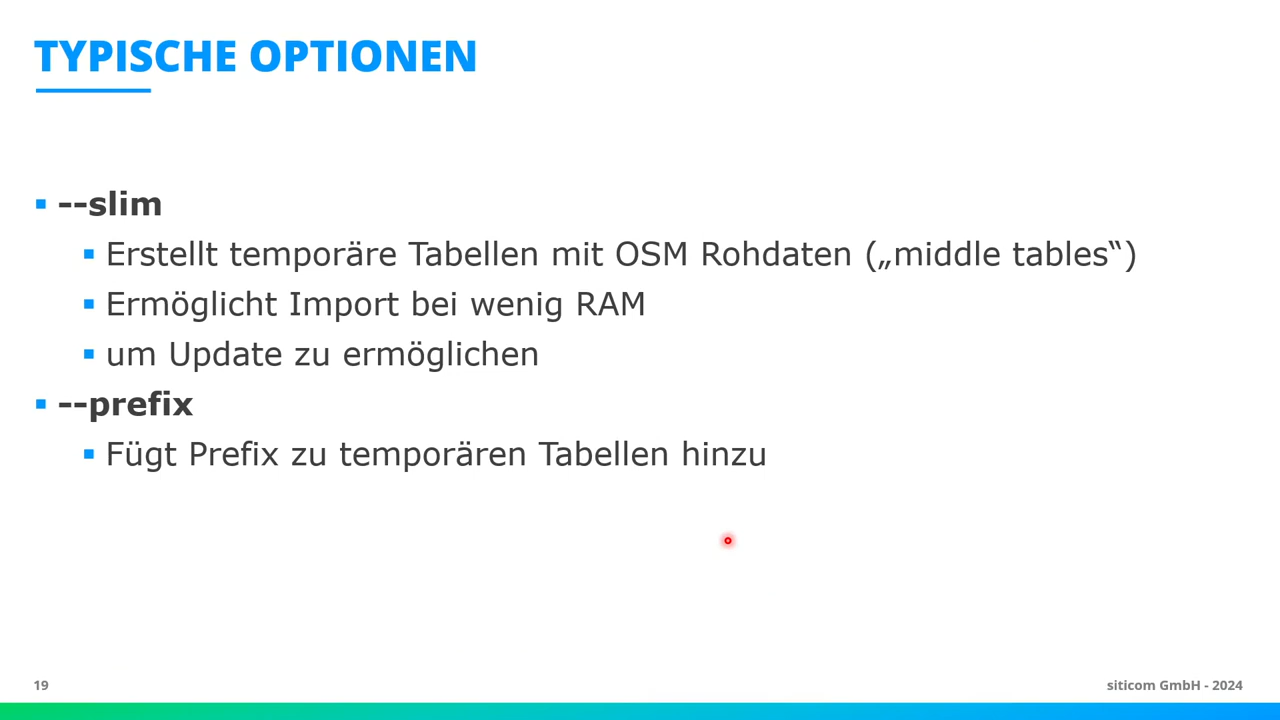 TYPISCHE OPTIONEN
--slim
Erstellt temporäre Tabellen mit OSM Rohdaten („middle tables“)
Ermöglicht Import bei wenig RAM
um Update zu ermöglichen
--prefix
Fügt Prefix zu temporären Tabellen hinzu
19
siticom GmbH - 2024